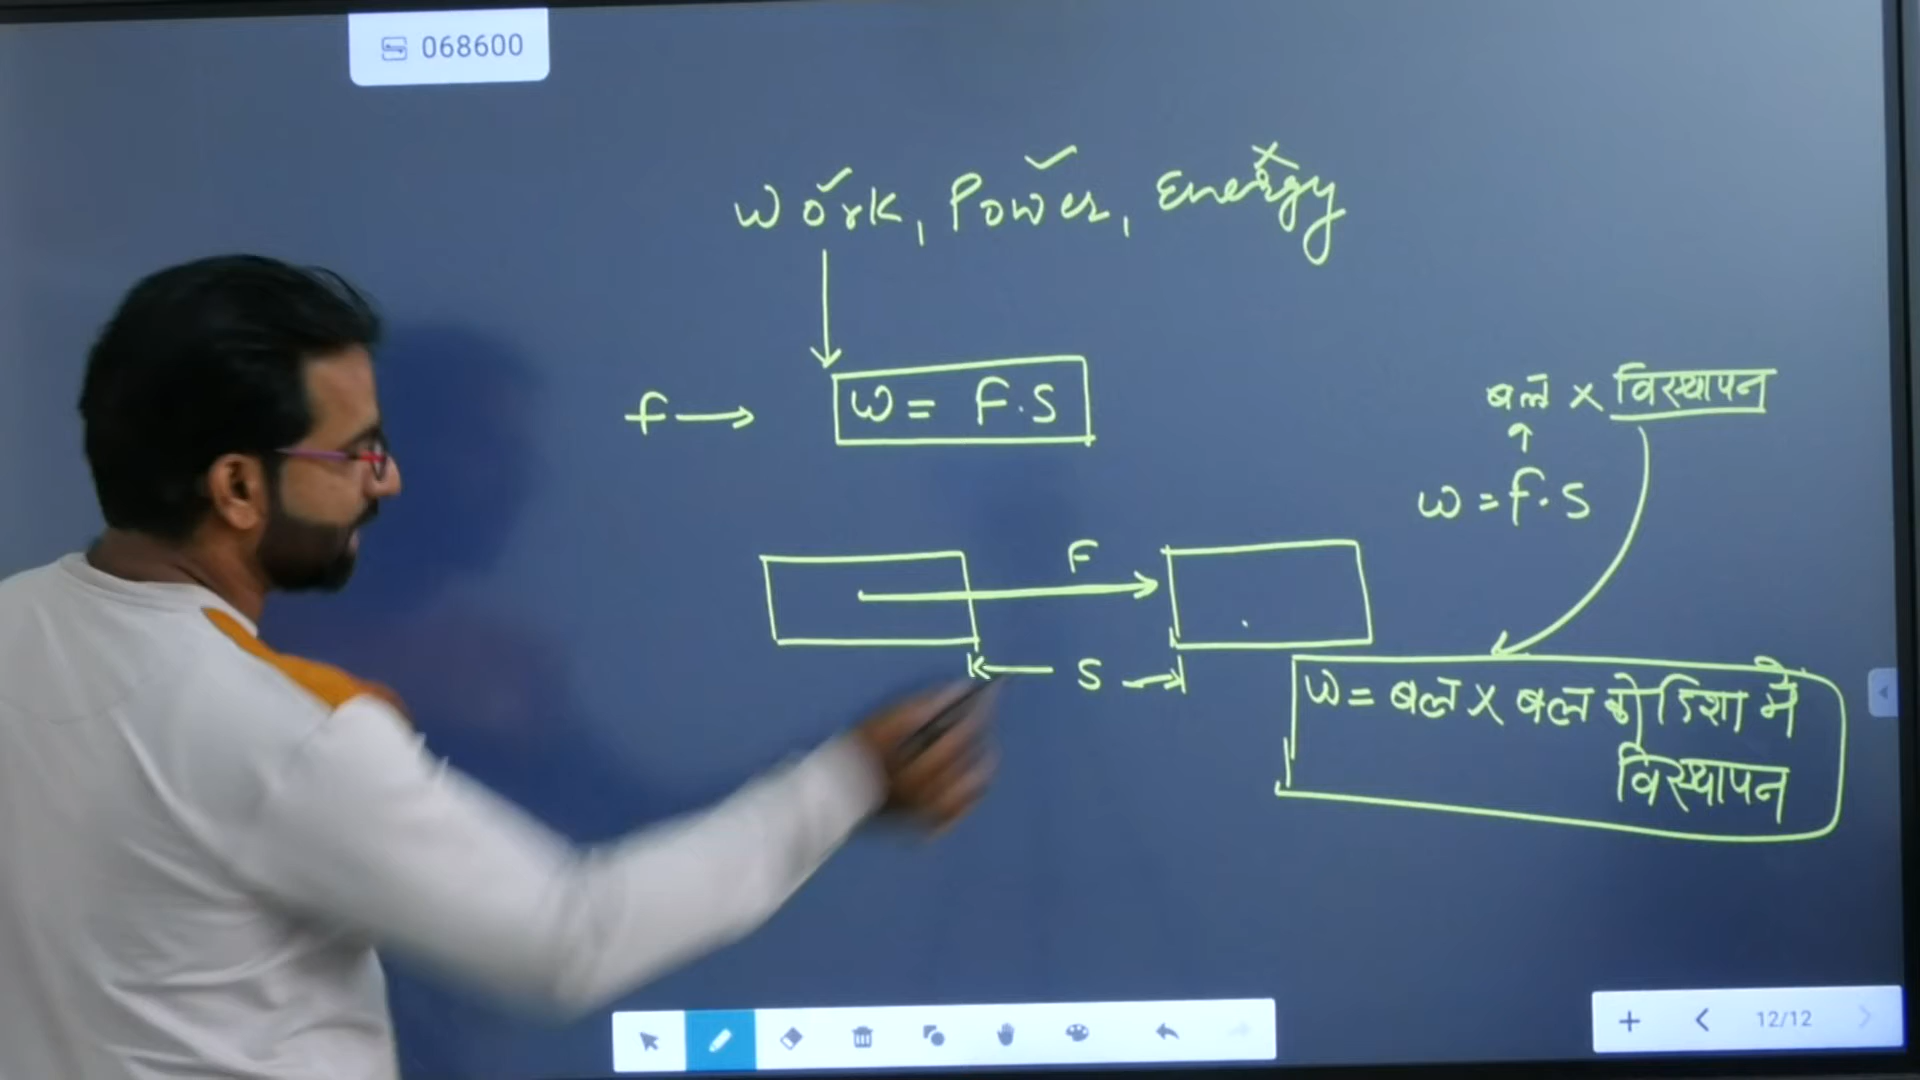 068600
Work, Power, Energy
f → W = F.S
बल × विस्थापन
W = f.S
F
S
W = बल × बल की दिशा में
विस्थापन
12/12